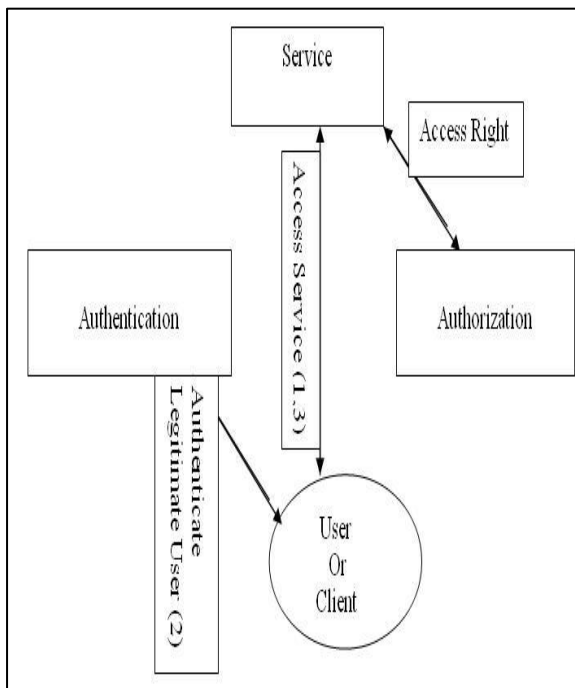 Service
Access Right
Access Service (1,3)
Authentication
Authorization
Authenticate
Legitimate User (2)
User
Or
Client